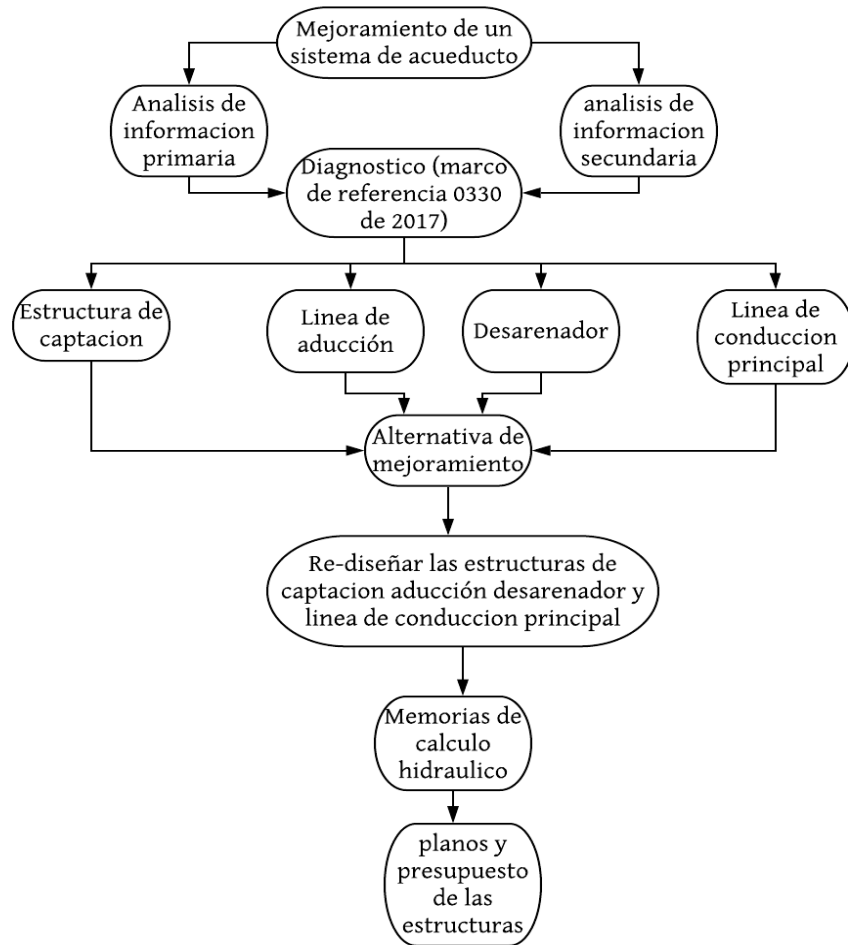 Mejoramiento de un
sistema de acueducto
Analisis de
informacion
primaria
analisis de
informacion
secundaria
Diagnostico (marco
de referencia 0330
de 2017)
Estructura de
captacion
Linea de
aducción
Desarenador
Linea de
conduccion
principal
Alternativa de
mejoramiento
Re-diseñar las estructuras de
captacion aducción desarenador y
linea de conduccion principal
Memorias de
calculo
hidraulico
planos y
presupuesto
de las
estructuras